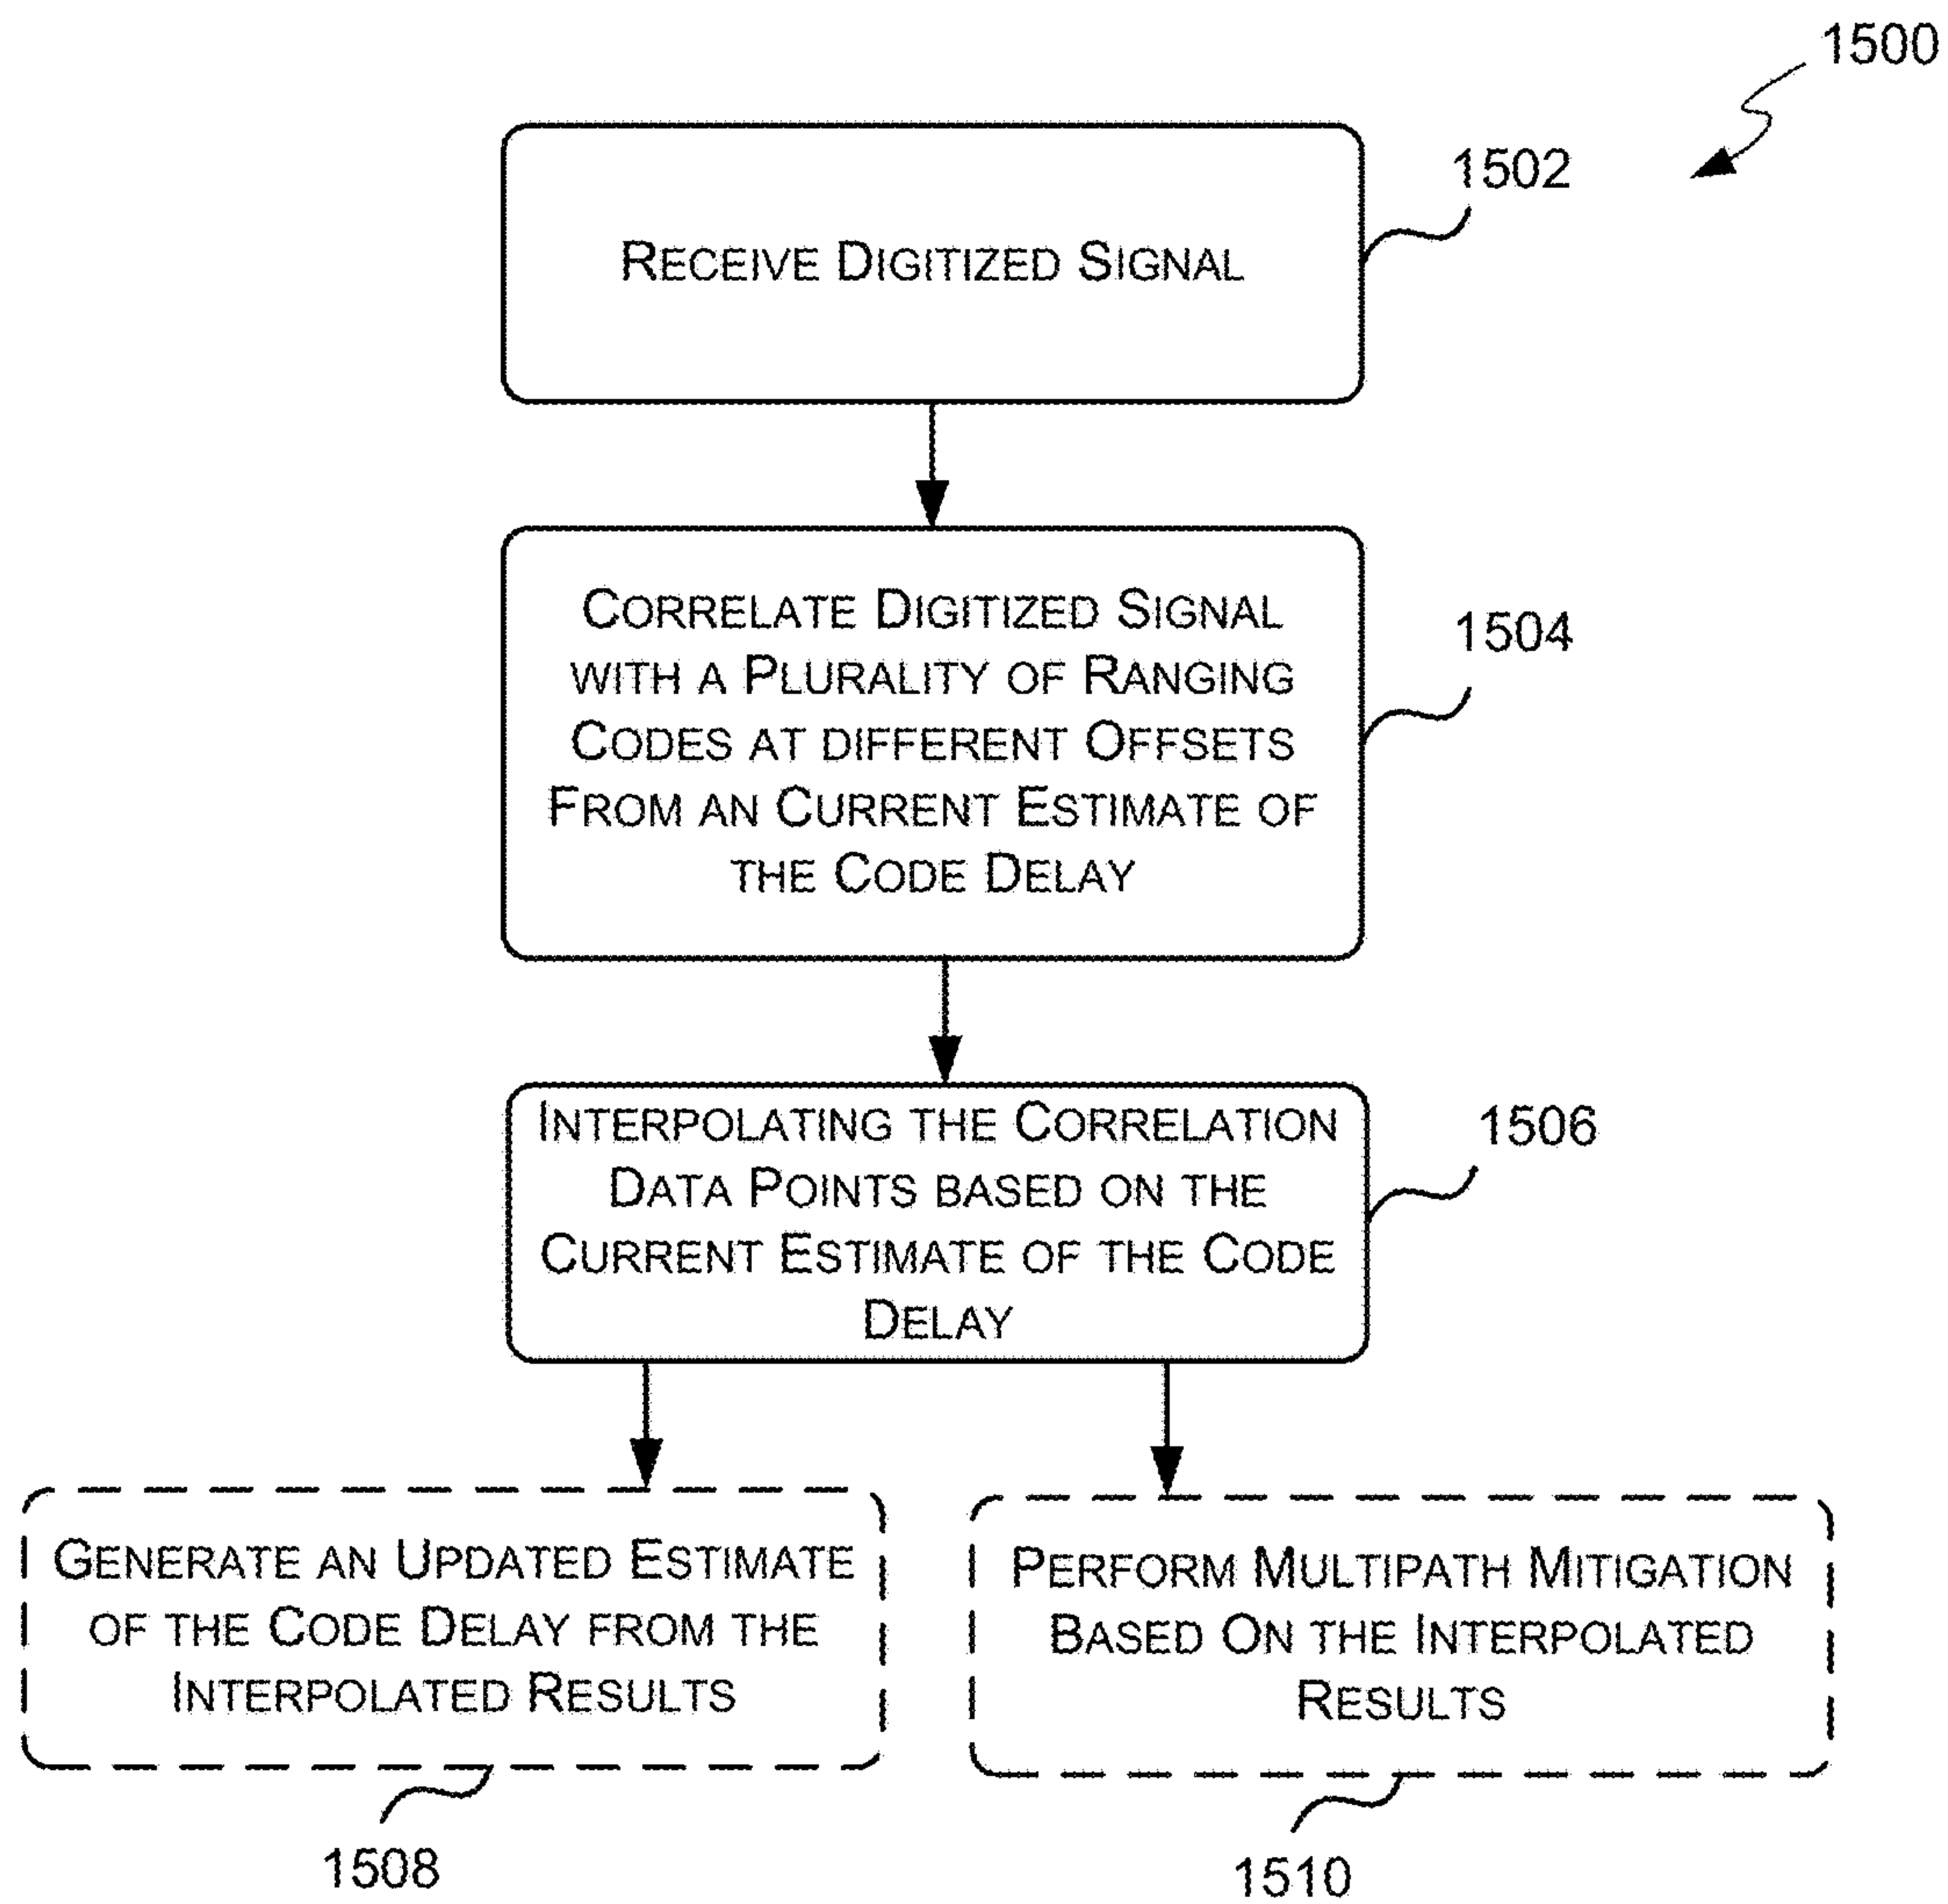 1500
1502
RECEIVE DIGITIZED SIGNAL
1504
CORRELATE DIGITIZED SIGNAL
WITH A PLURALITY OF RANGING
CODES AT DIFFERENT OFFSETS
FROM AN CURRENT ESTIMATE OF
THE CODE DELAY
1506
INTERPOLATING THE CORRELATION
DATA POINTS BASED ON THE
CURRENT ESTIMATE OF THE CODE
DELAY
GENERATE AN UPDATED ESTIMATE
OF THE CODE DELAY FROM THE
INTERPOLATED RESULTS
1508
PERFORM MULTIPATH MITIGATION
BASED ON THE INTERPOLATED
RESULTS
1510